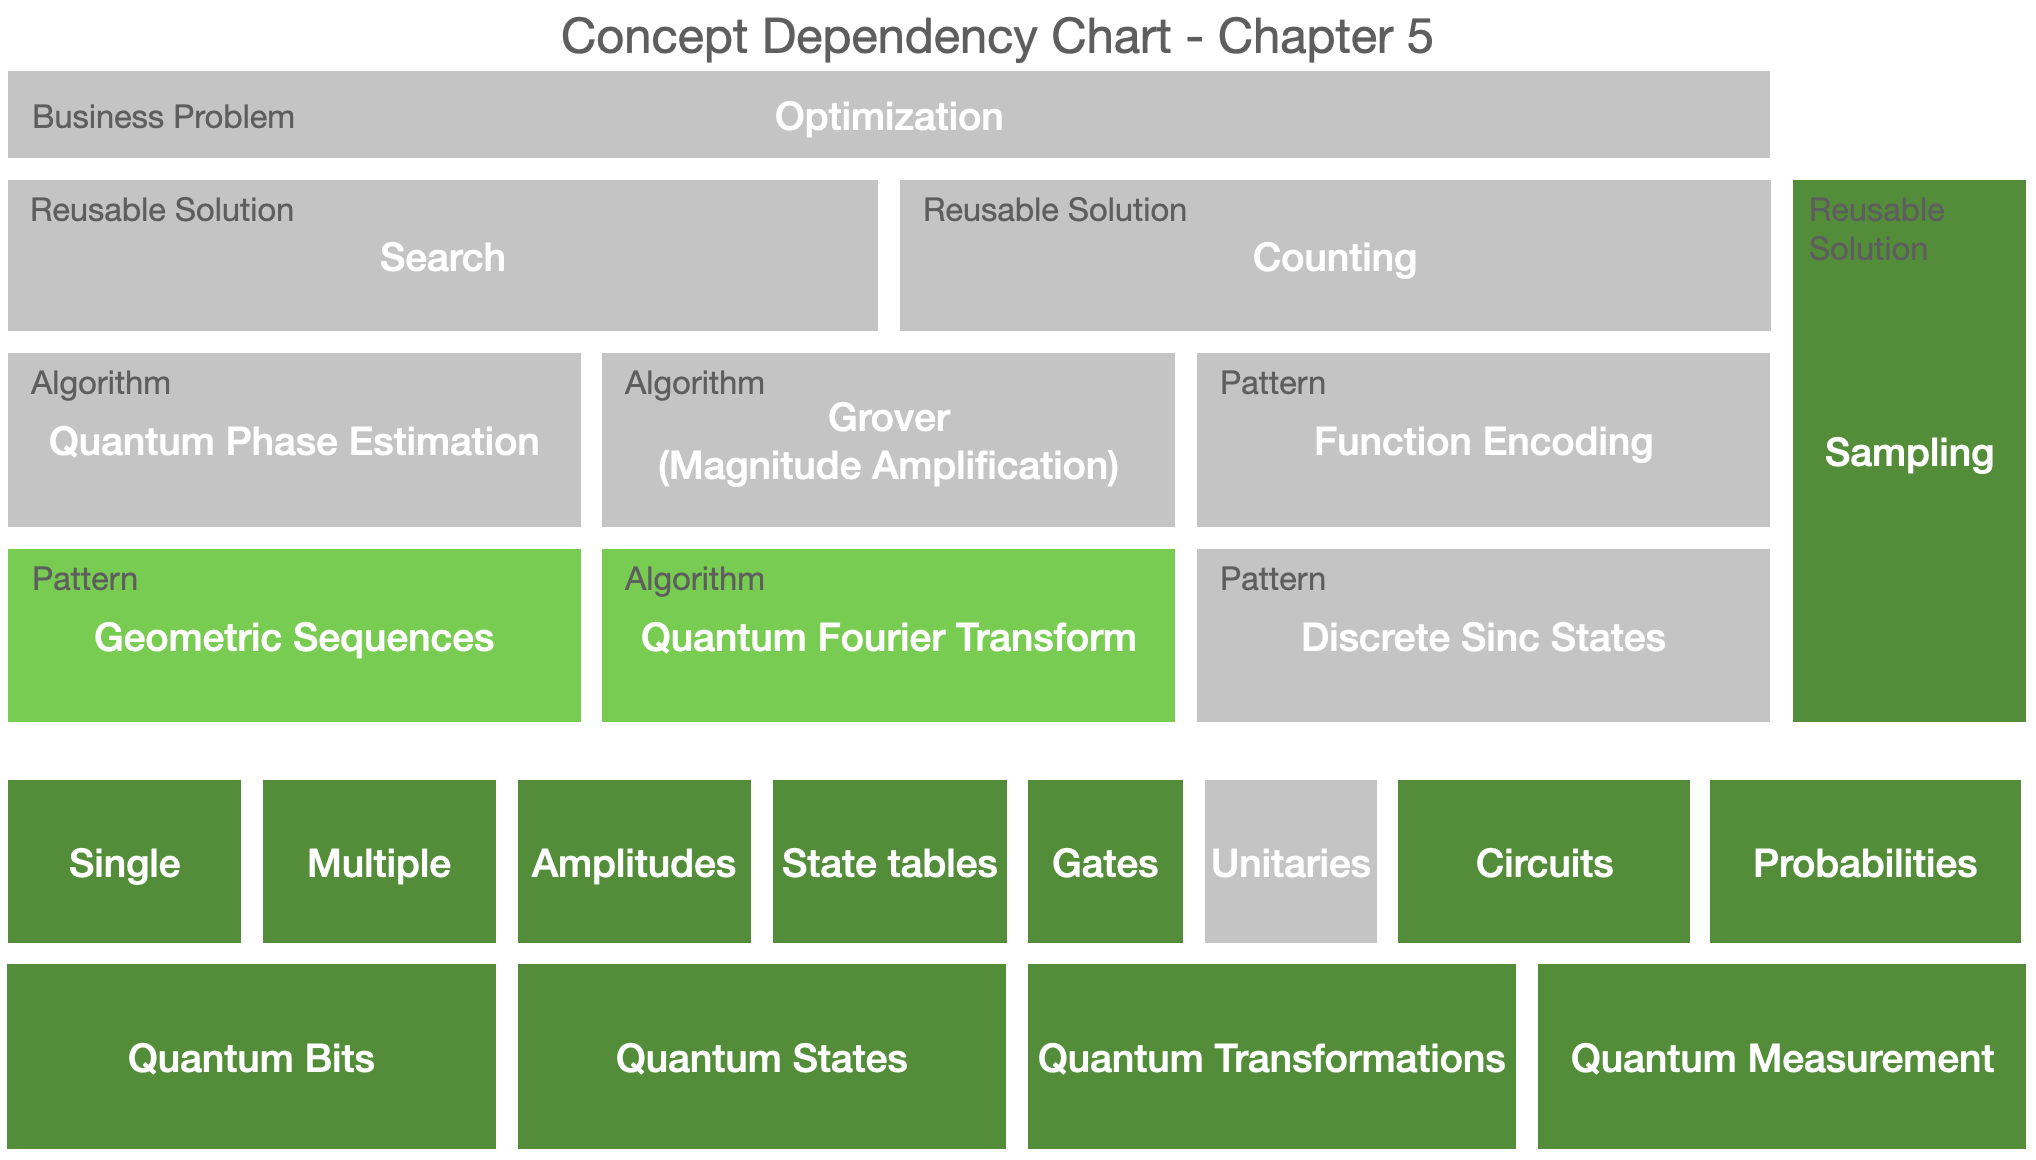 Concept Dependency Chart - Chapter 5
Business Problem
Optimization
Reusable Solution
Search
Reusable Solution
Counting
Reusable
Solution
Sampling
Algorithm
Quantum Phase Estimation
Algorithm
Grover
(Magnitude Amplification)
Pattern
Function Encoding
Pattern
Geometric Sequences
Algorithm
Quantum Fourier Transform
Pattern
Discrete Sinc States
Single
Multiple
Amplitudes
State tables
Gates
Unitaries
Circuits
Probabilities
Quantum Bits
Quantum States
Quantum Transformations
Quantum Measurement